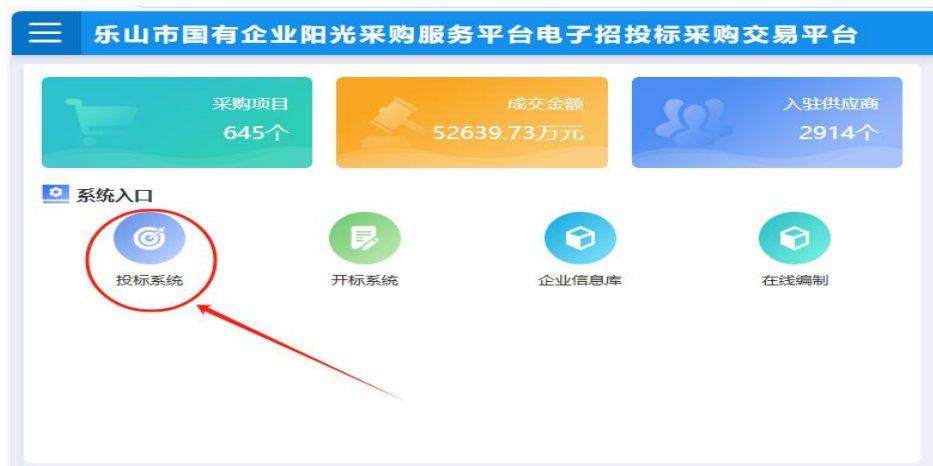 乐山市国有企业阳光采购服务平台电子招投标采购交易平台
采购项目
645个
成交金额
52639.73万元
入驻供应商
2914个
系统入口
投标系统
开标系统
企业信息库
在线编制